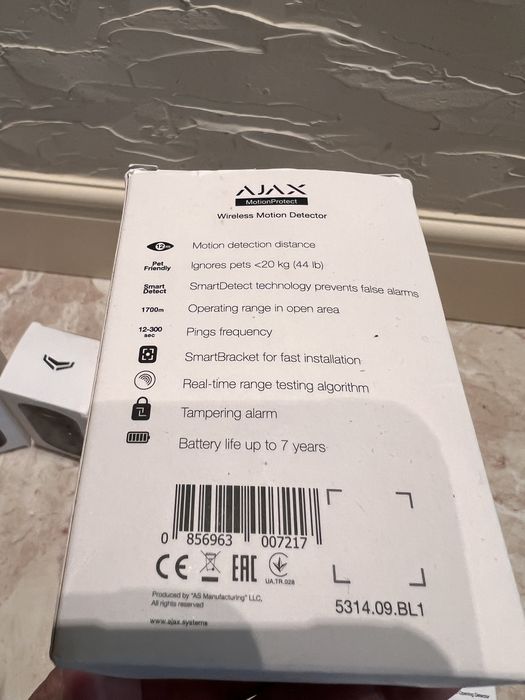 AJAX
MotionProtect
Wireless Motion Detector
12m Motion detection distance
Pet Friendly Ignores pets <20 kg (44 lb)
Smart Detect SmartDetect technology prevents false alarms
1700m Operating range in open area
12-300 sec Pings frequency
SmartBracket for fast installation
Real-time range testing algorithm
Tampering alarm
Battery life up to 7 years
0 856963 007217
CE EAC
UA.TR.028
Produced by "AS Manufacturing" LLC,
All rights reserved
5314.09.BL1
www.ajax.systems
Opening Detector